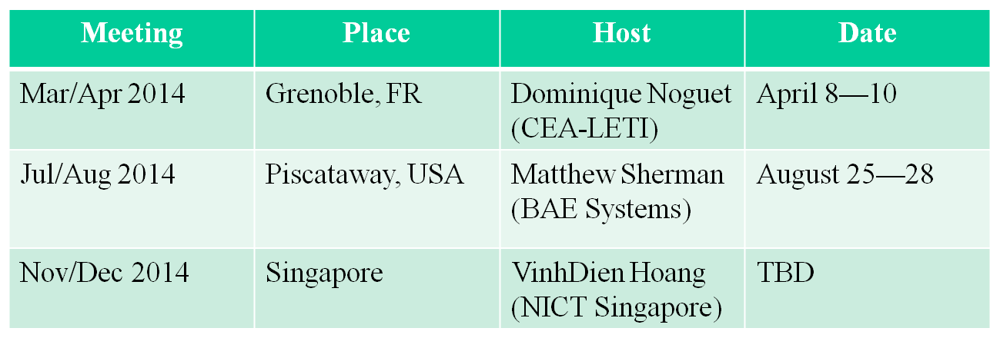 Meeting Place Host Date
Mar/Apr 2014 Grenoble, FR Dominique Noguet April 8—10
(CEA-LETI)
Jul/Aug 2014 Piscataway, USA Matthew Sherman August 25—28
(BAE Systems)
Nov/Dec 2014 Singapore VinhDien Hoang TBD
(NICT Singapore)